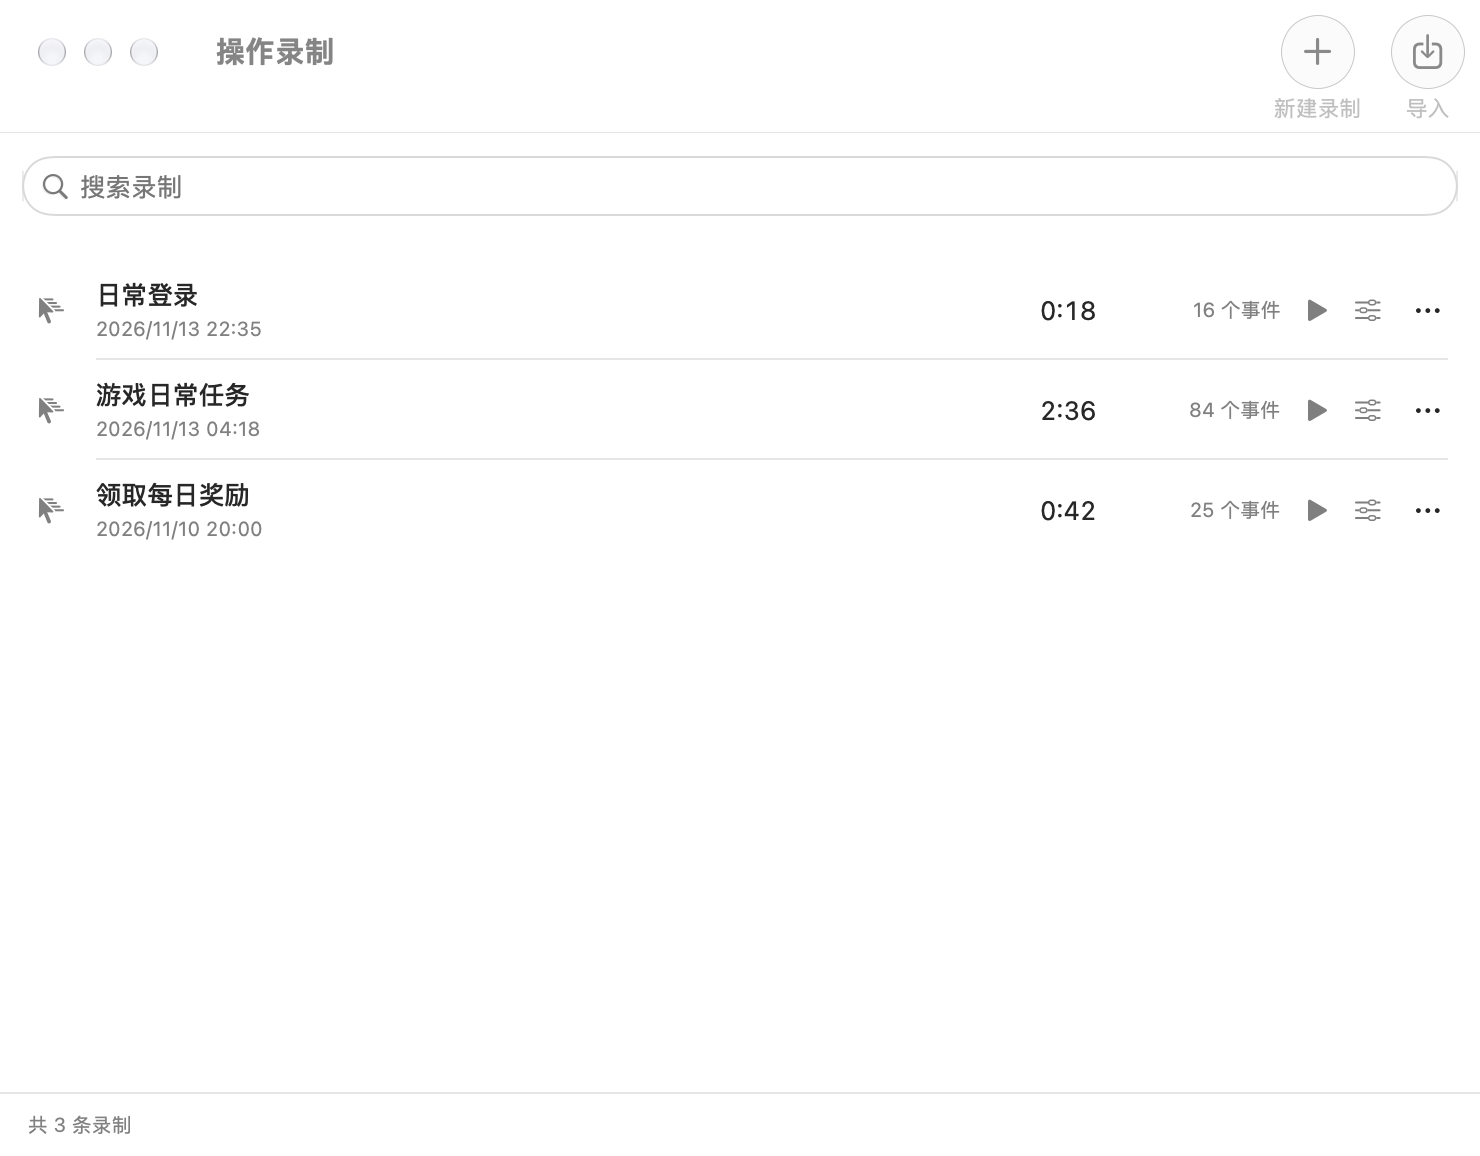 操作录制
新建录制
导入
搜索录制
日常登录
2026/11/13 22:35
0:18
16 个事件
游戏日常任务
2026/11/13 04:18
2:36
84 个事件
领取每日奖励
2026/11/10 20:00
0:42
25 个事件
共 3 条录制